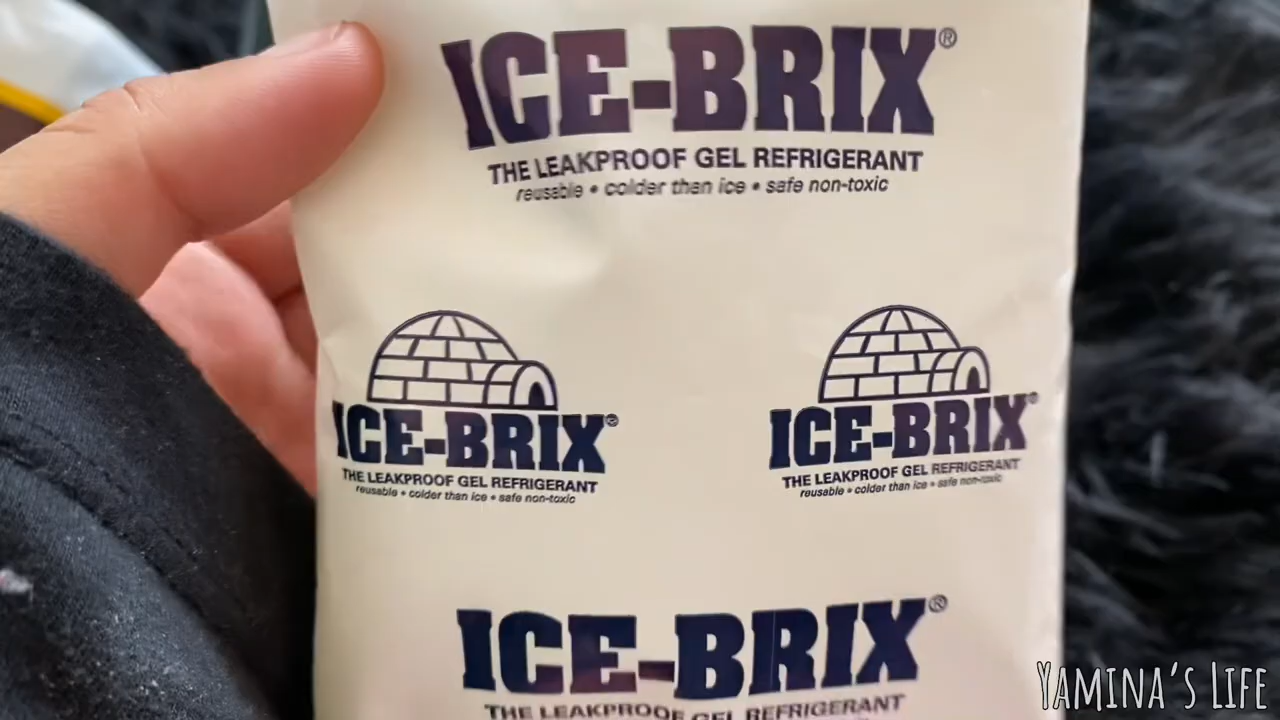 ICE-BRIX®
THE LEAKPROOF GEL REFRIGERANT
reusable • colder than ice • safe non-toxic
ICE-BRIX®
THE LEAKPROOF GEL REFRIGERANT
reusable • colder than ice • safe non-toxic
ICE-BRIX®
THE LEAKPROOF GEL REFRIGERANT
reusable • colder than ice • safe non-toxic
ICE-BRIX®
THE LEAKPROOF GEL REFRIGERANT
YAMINA'S LIFE